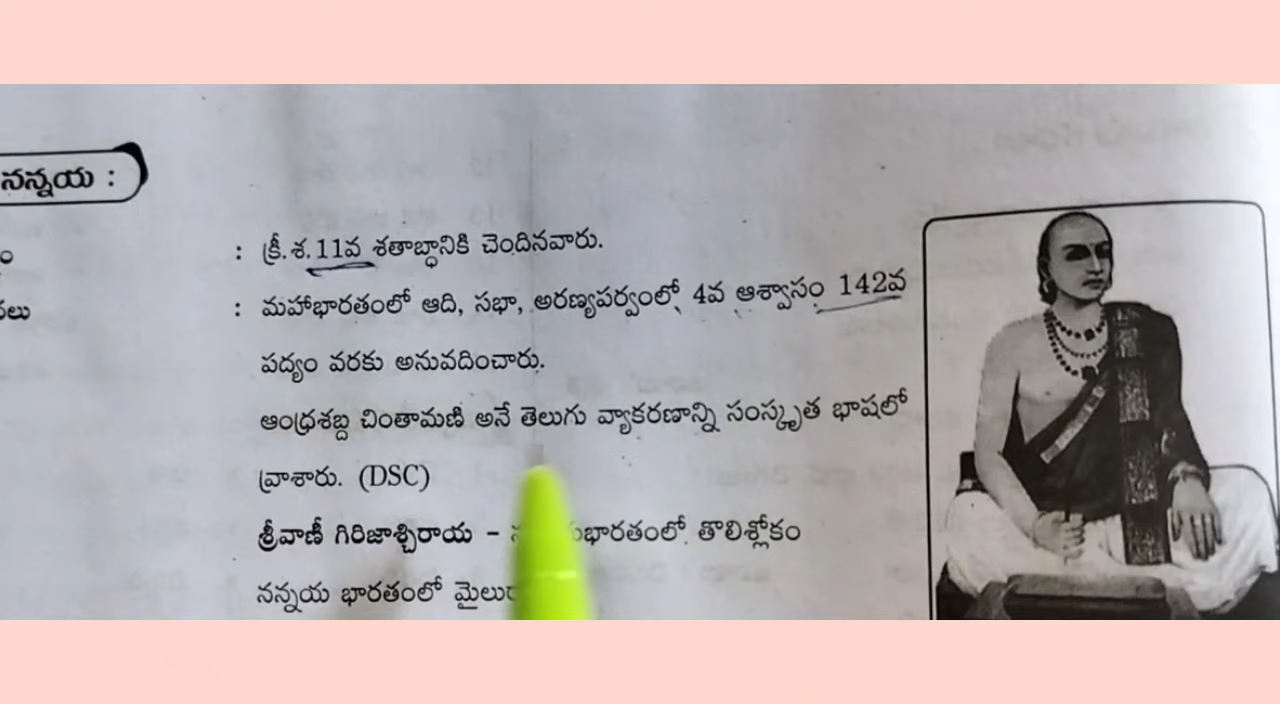 నన్నయ :
: క్రీ.శ. 11వ శతాబ్ధానికి చెందినవారు.
: మహాభారతంలో ఆది, సభా, అరణ్యపర్వంలో 4వ ఆశ్వాసం 142వ
పద్యం వరకు అనువదించారు.
ఆంధ్రశబ్ద చింతామణి అనే తెలుగు వ్యాకరణాన్ని సంస్కృత భాషలో
వ్రాశారు. (DSC)
శ్రీవాణీ గిరిజాశ్చిరాయ - తొలిశ్లోకం
నన్నయ భారతంలో